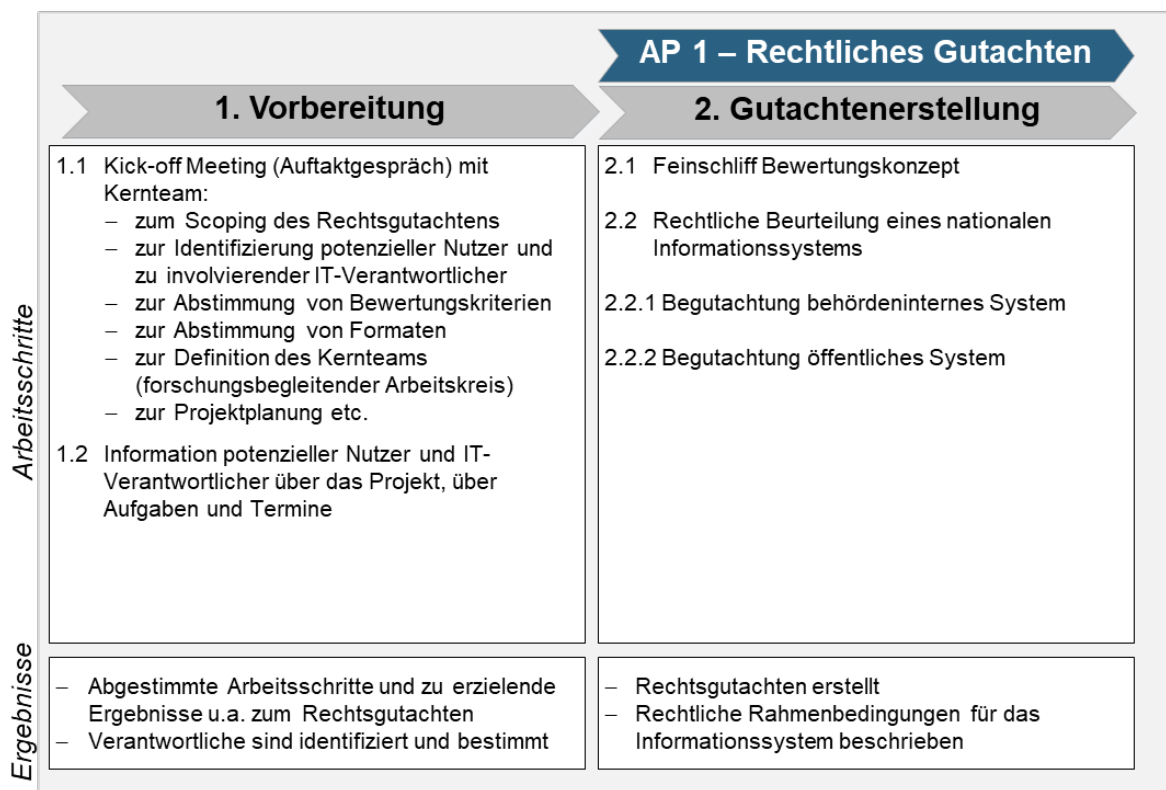 AP 1 – Rechtliches Gutachten
1. Vorbereitung
2. Gutachtenerstellung
Arbeitsschritte
1.1 Kick-off Meeting (Auftaktgespräch) mit
Kernteam:
– zum Scoping des Rechtsgutachtens
– zur Identifizierung potenzieller Nutzer und
zu involvierender IT-Verantwortlicher
– zur Abstimmung von Bewertungskriterien
– zur Abstimmung von Formaten
– zur Definition des Kernteams
(forschungsbegleitender Arbeitskreis)
– zur Projektplanung etc.
1.2 Information potenzieller Nutzer und IT-
Verantwortlicher über das Projekt, über
Aufgaben und Termine
2.1 Feinschliff Bewertungskonzept
2.2 Rechtliche Beurteilung eines nationalen
Informationssystems
2.2.1 Begutachtung behördeninternes System
2.2.2 Begutachtung öffentliches System
Ergebnisse
– Abgestimmte Arbeitsschritte und zu erzielende
Ergebnisse u.a. zum Rechtsgutachten
– Verantwortliche sind identifiziert und bestimmt
– Rechtsgutachten erstellt
– Rechtliche Rahmenbedingungen für das
Informationssystem beschrieben